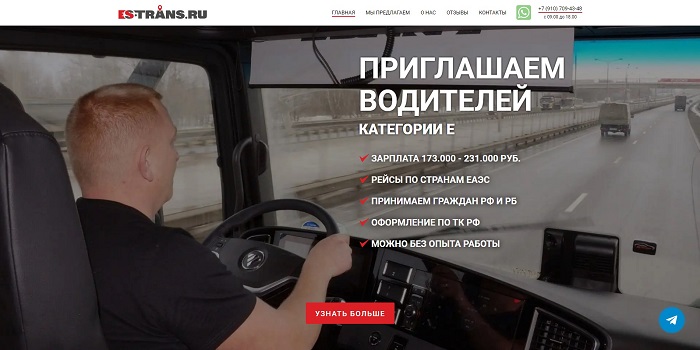 ES-TRANS.RU
ГЛАВНАЯ
МЫ ПРЕДЛАГАЕМ
О НАС
ОТЗЫВЫ
КОНТАКТЫ
+7 (910) 709-48-48
с 09.00 до 18.00
ПРИГЛАШАЕМ
ВОДИТЕЛЕЙ
КАТЕГОРИИ Е
ЗАРПЛАТА 173.000 - 231.000 РУБ.
РЕЙСЫ ПО СТРАНАМ ЕАЭС
ПРИНИМАЕМ ГРАЖДАН РФ И РБ
ОФОРМЛЕНИЕ ПО ТК РФ
МОЖНО БЕЗ ОПЫТА РАБОТЫ
УЗНАТЬ БОЛЬШЕ